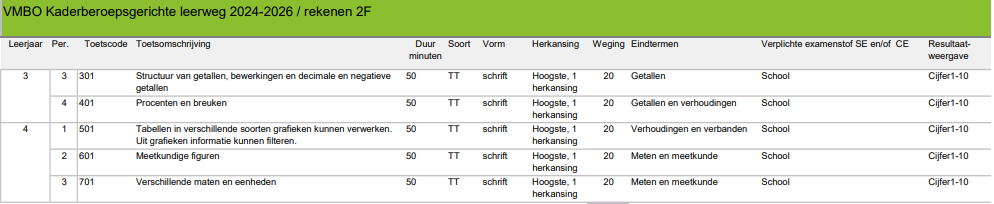 VMBO Kaderberoepsgerichte leerweg 2024-2026 / rekenen 2F
Leerjaar Per. Toetscode Toetsomschrijving Duur minuten Soort Vorm Herkansing Weging Eindtermen Verplichte examenstof SE en/of CE Resultaat-weergave
3 3 301 Structuur van getallen, bewerkingen en decimale en negatieve getallen 50 TT schrift Hoogste, 1 herkansing 20 Getallen School Cijfer1-10
4 401 Procenten en breuken 50 TT schrift Hoogste, 1 herkansing 20 Getallen en verhoudingen School Cijfer1-10
4 1 501 Tabellen in verschillende soorten grafieken kunnen verwerken. Uit grafieken informatie kunnen filteren. 50 TT schrift Hoogste, 1 herkansing 20 Verhoudingen en verbanden School Cijfer1-10
2 601 Meetkundige figuren 50 TT schrift Hoogste, 1 herkansing 20 Meten en meetkunde School Cijfer1-10
3 701 Verschillende maten en eenheden 50 TT schrift Hoogste, 1 herkansing 20 Meten en meetkunde School Cijfer1-10